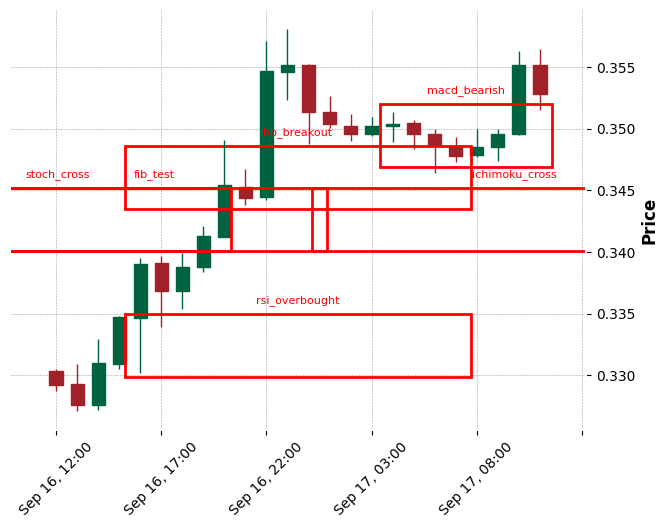 0.355
macd_bearish
0.350
fib_test
stoch_cross
ichimoku_cross
0.345
0.340
Price
rsi_overbought
0.335
0.330
Sep 16, 12:00
Sep 16, 17:00
Sep 16, 22:00
Sep 17, 03:00
Sep 17, 08:00